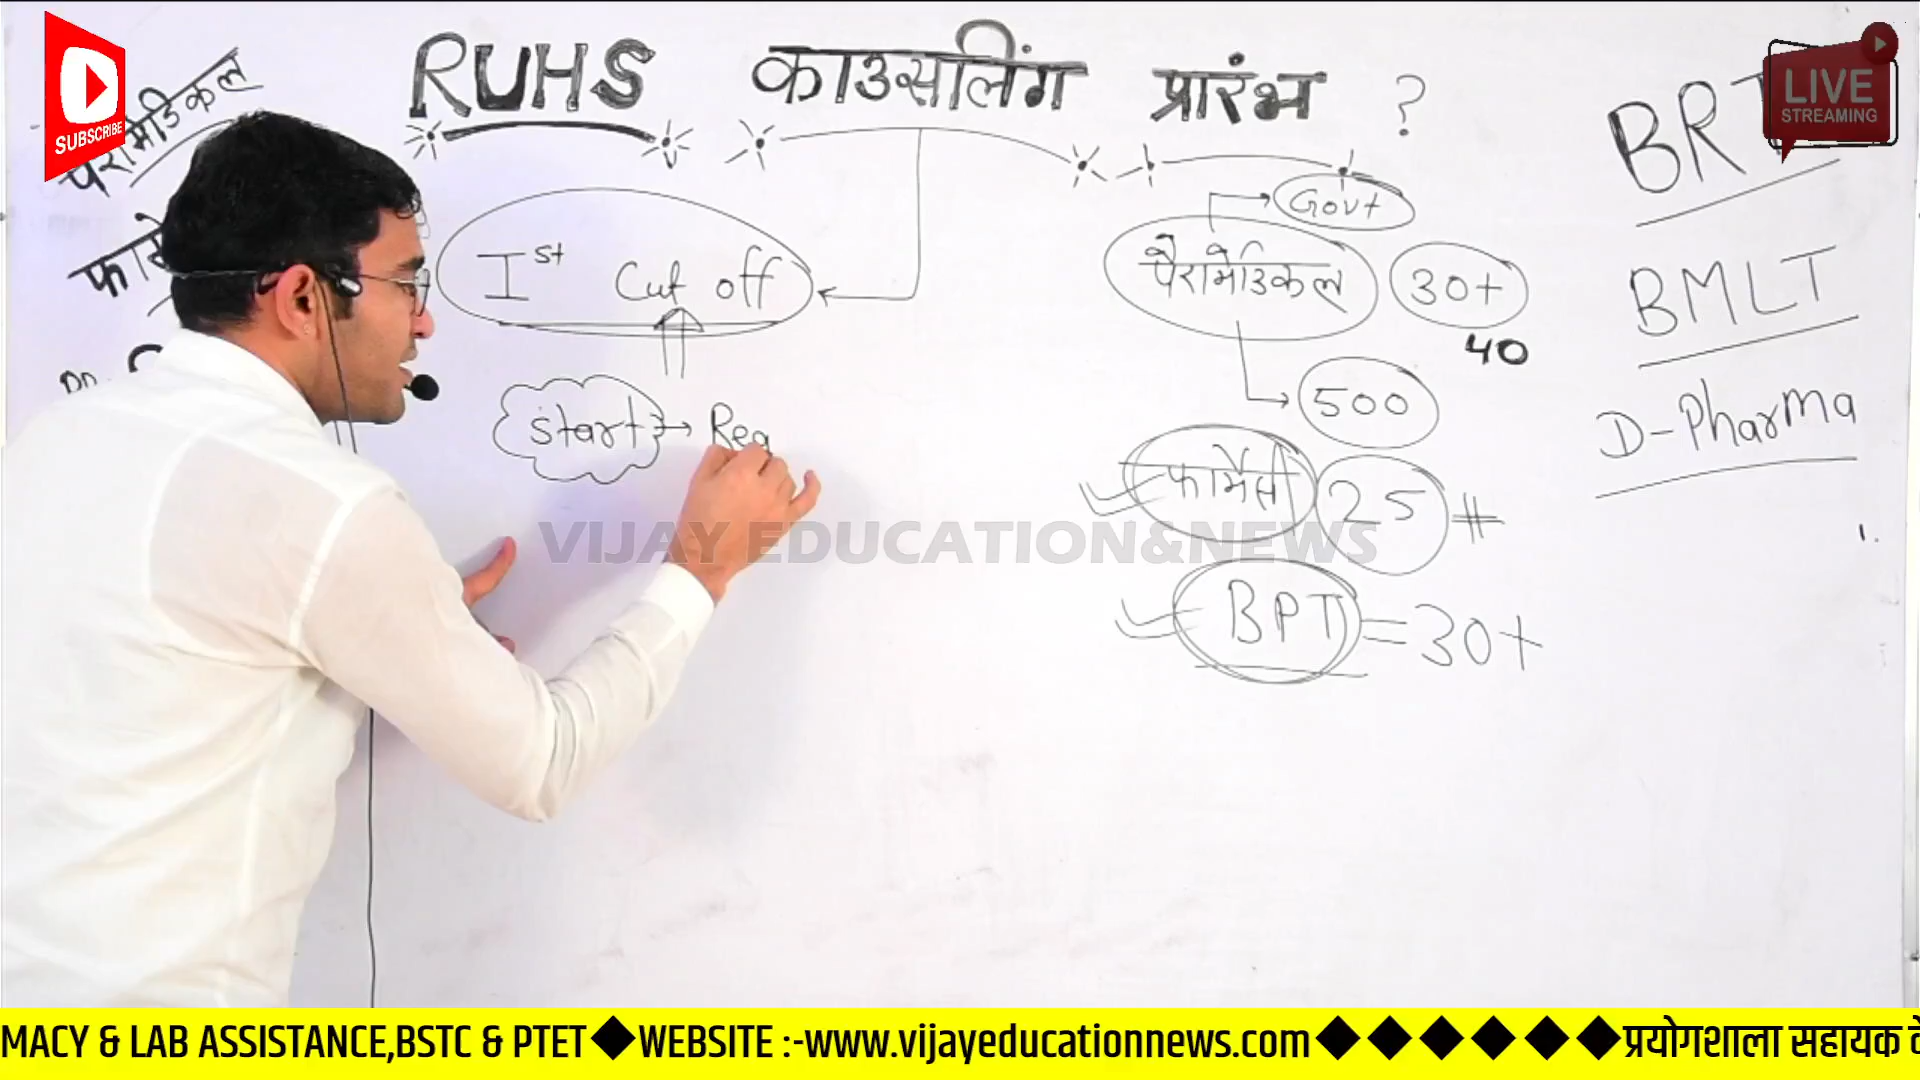 RUHS काउसलिंग प्रारंभ ?
SUBSCRIBE
पैरामेडिकल
LIVE
STREAMING
Govt
Ist Cut off
पैरामेडिकल 30+
40
BMLT
500
start → Reg
D-Pharma
फार्मेसी 25 #
VIJAY EDUCATION&NEWS
BPT = 30+
MACY & LAB ASSISTANCE,BSTC & PTET◆WEBSITE :-www.vijayeducationnews.com◆◆◆◆◆◆प्रयोगशाला सहायक